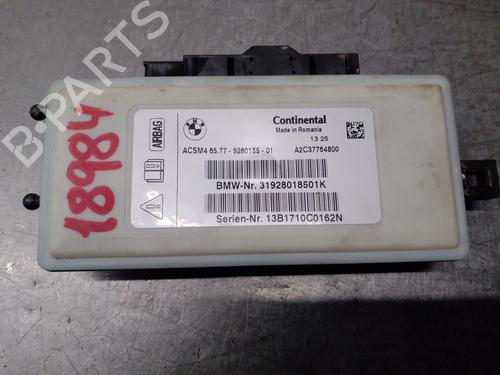 B-PARTS
18984
AIRBAG
BMW
Continental
Made in Romania
13 25
ACSM4 65.77 - 9280185 - 01 A2C37764800
BMW-Nr. 31928018501K
Serien-Nr. 13B1710C0162N